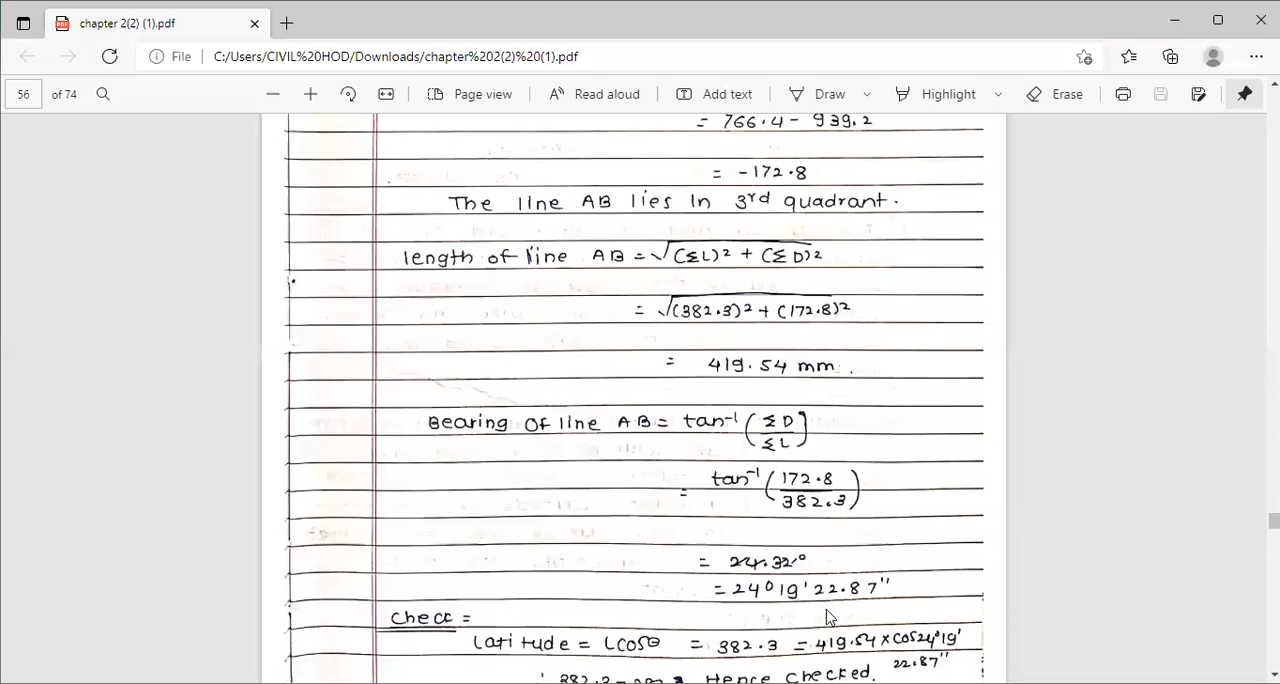 chapter 2(2) (1).pdf
File C:/Users/CIVIL%20HOD/Downloads/chapter%202(2)%20(1).pdf
56 of 74 Page view Read aloud Add text Draw Highlight Erase
= 766.4 - 939.2
= -172.8
The line AB lies in 3rd quadrant.
length of line AB = √(ΣL)² + (ΣD)²
= √(382.3)² + (172.8)²
= 419.54 mm.
Bearing of line AB = tan⁻¹ (ΣD/ΣL)
= tan⁻¹ (172.8/382.3)
= 24.32°
= 24°19'22.87"
Check =
Latitude = Lcosθ = 382.3 = 419.54 x cos24°19'
22.87"
Hence checked.